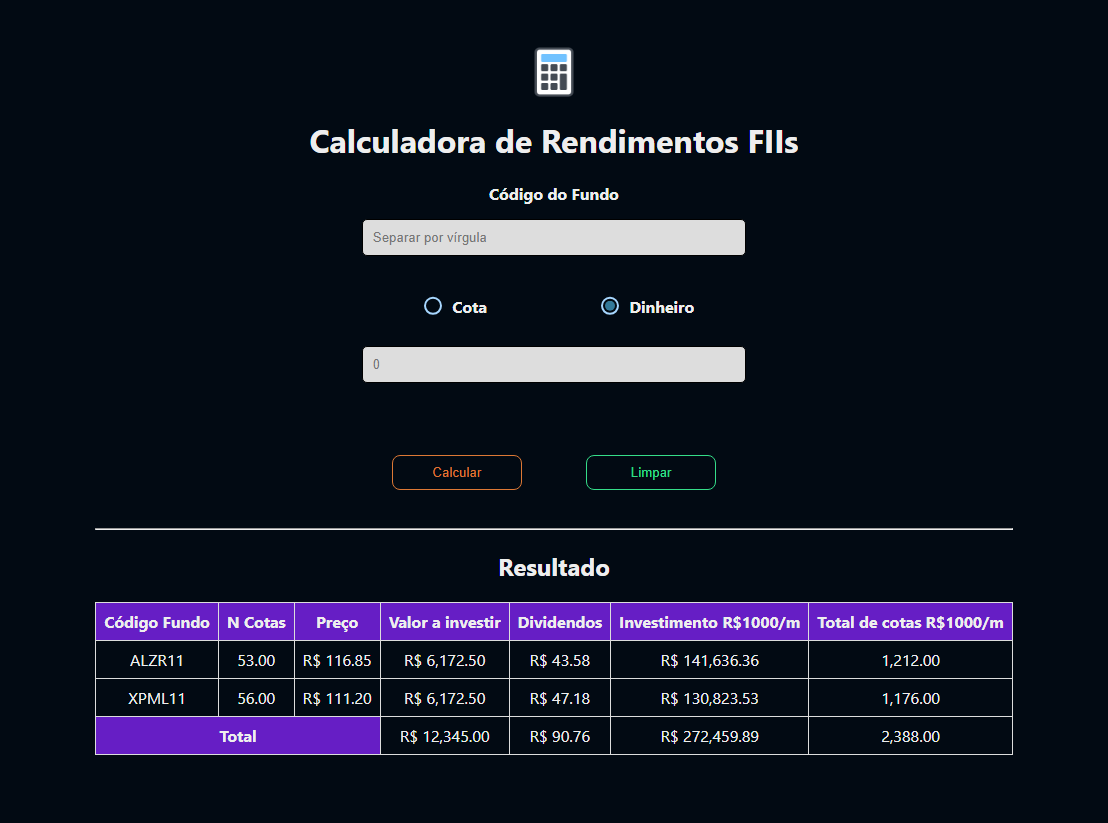 Calculadora de Rendimentos FIIs
Código do Fundo
Separar por vírgula
Cota Dinheiro
0
Calcular Limpar
Resultado
Código Fundo N Cotas Preço Valor a investir Dividendos Investimento R$1000/m Total de cotas R$1000/m
ALZR11 53.00 R$ 116.85 R$ 6,172.50 R$ 43.58 R$ 141,636.36 1,212.00
XPML11 56.00 R$ 111.20 R$ 6,172.50 R$ 47.18 R$ 130,823.53 1,176.00
Total R$ 12,345.00 R$ 90.76 R$ 272,459.89 2,388.00